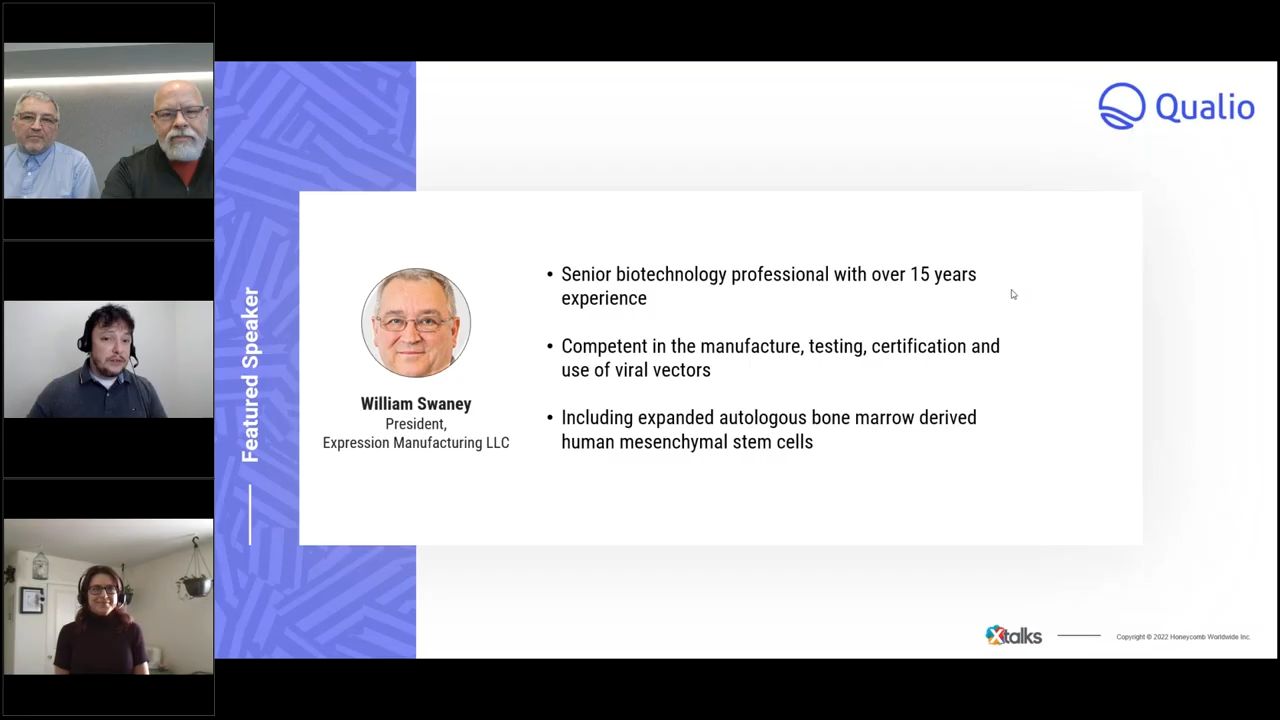 Qualio
Featured Speaker
William Swaney
President,
Expression Manufacturing LLC
• Senior biotechnology professional with over 15 years
experience
• Competent in the manufacture, testing, certification and
use of viral vectors
• Including expanded autologous bone marrow derived
human mesenchymal stem cells
Xtalks
Copyright © 2022 Honeycomb Worldwide Inc.